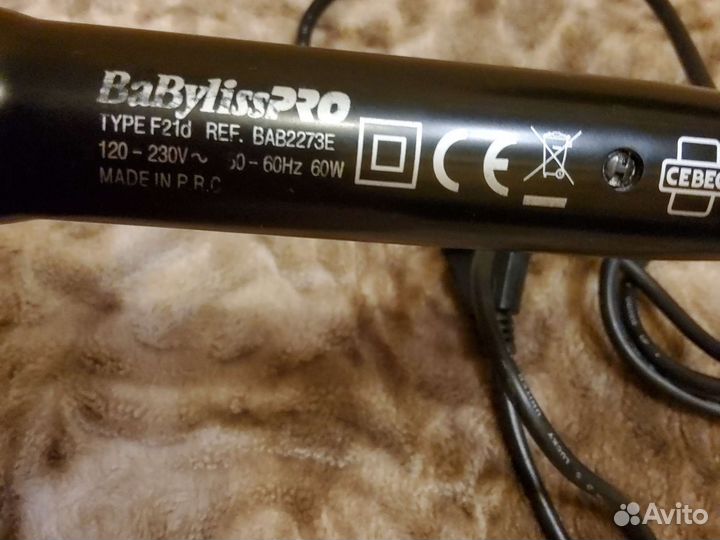 BaBylissPRO
TYPE F21d REF. BAB2273E
120 - 230V~ 50 - 60Hz 60W
MADE IN P.R.C
CE
CEBEC
Avito